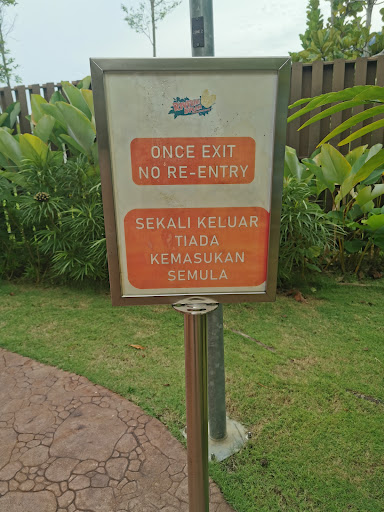 ONCE EXIT
NO RE-ENTRY
SEKALI KELUAR
TIADA
KEMASUKAN
SEMULA